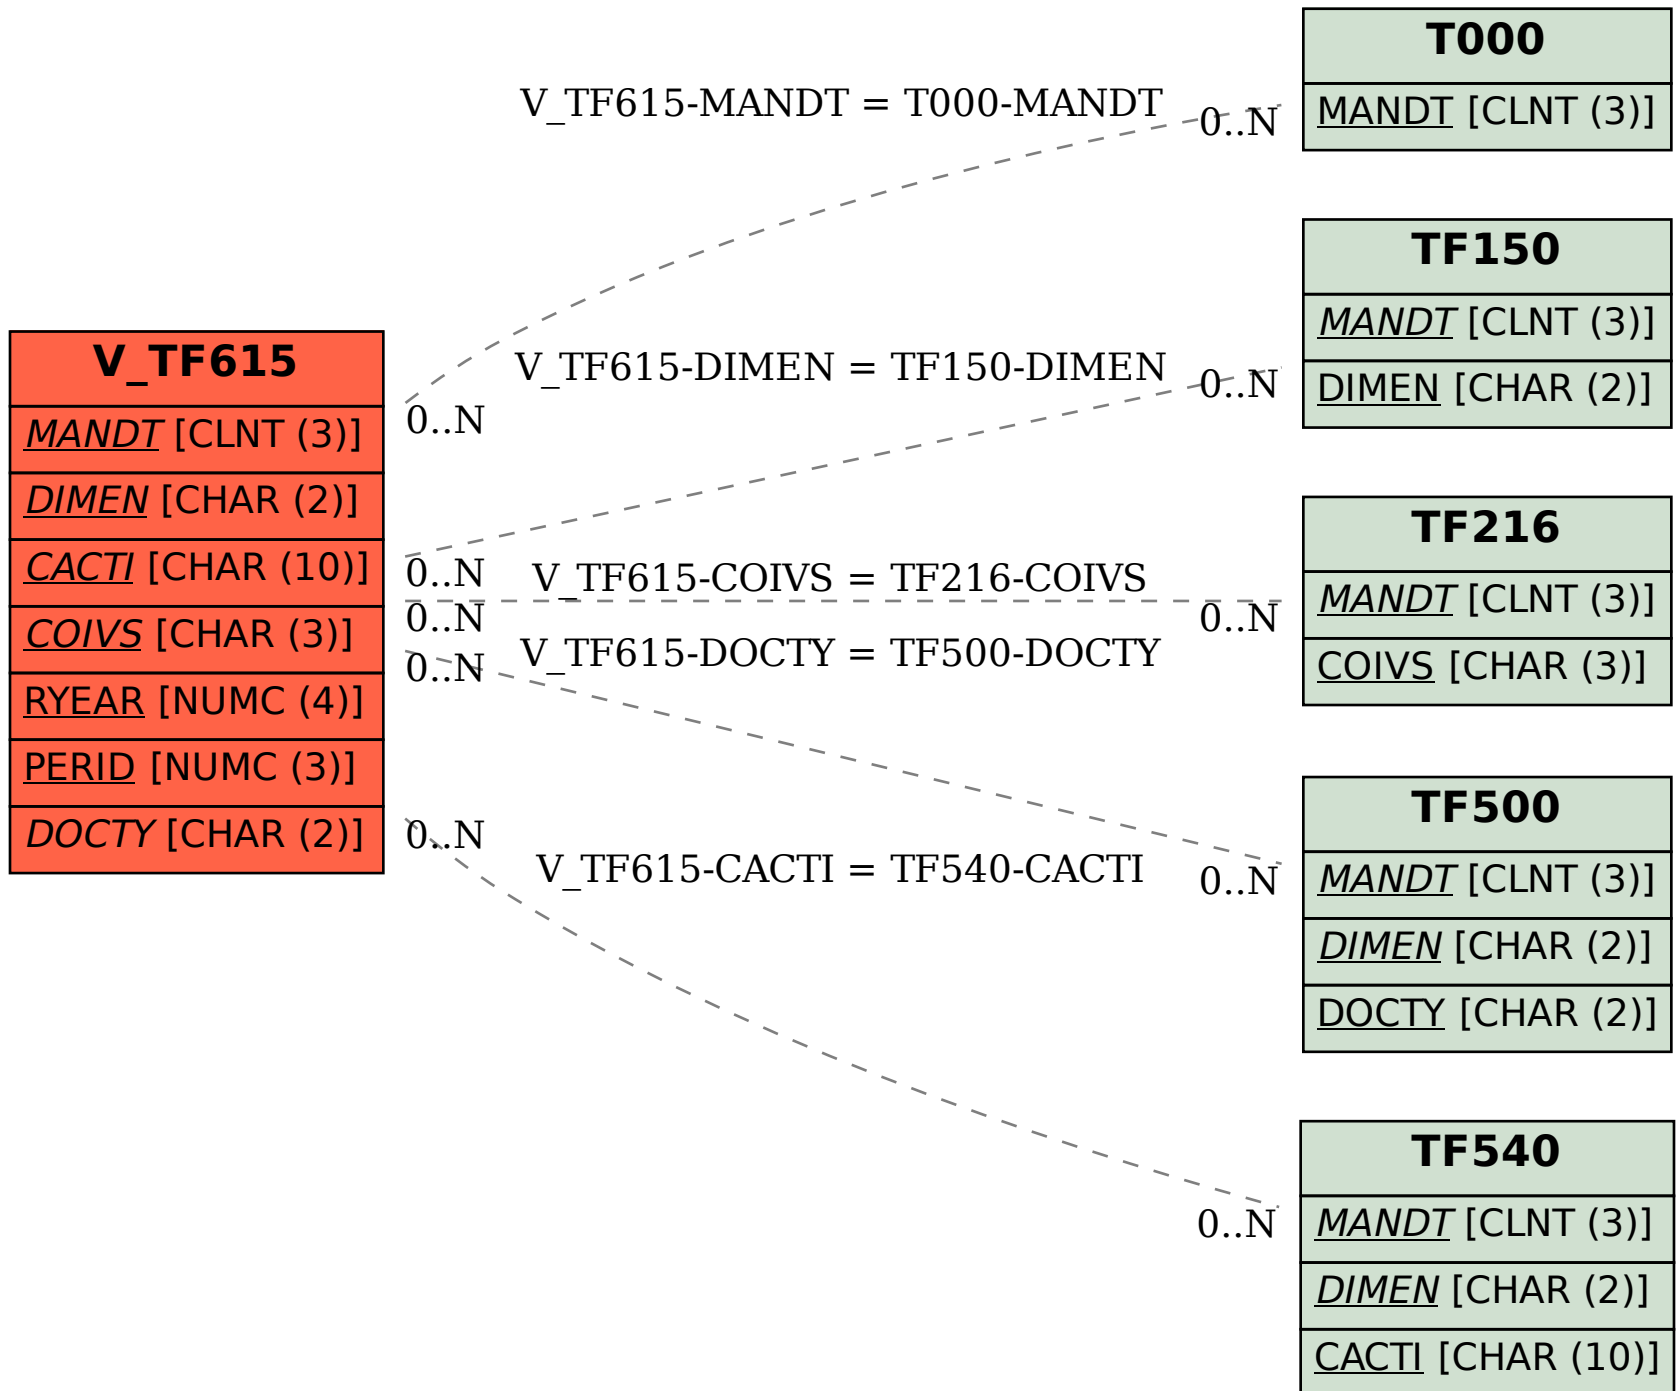 V_TF615
MANDT [CLNT (3)]
DIMEN [CHAR (2)]
CACTI [CHAR (10)]
COIVS [CHAR (3)]
RYEAR [NUMC (4)]
PERID [NUMC (3)]
DOCTY [CHAR (2)]
V_TF615-MANDT = T000-MANDT
0..N
0..N
V_TF615-DIMEN = TF150-DIMEN
0..N
0..N
V_TF615-COIVS = TF216-COIVS
0..N
0..N
V_TF615-DOCTY = TF500-DOCTY
0..N
0..N
V_TF615-CACTI = TF540-CACTI
0..N
0..N
T000
MANDT [CLNT (3)]
TF150
MANDT [CLNT (3)]
DIMEN [CHAR (2)]
TF216
MANDT [CLNT (3)]
COIVS [CHAR (3)]
TF500
MANDT [CLNT (3)]
DIMEN [CHAR (2)]
DOCTY [CHAR (2)]
TF540
MANDT [CLNT (3)]
DIMEN [CHAR (2)]
CACTI [CHAR (10)]